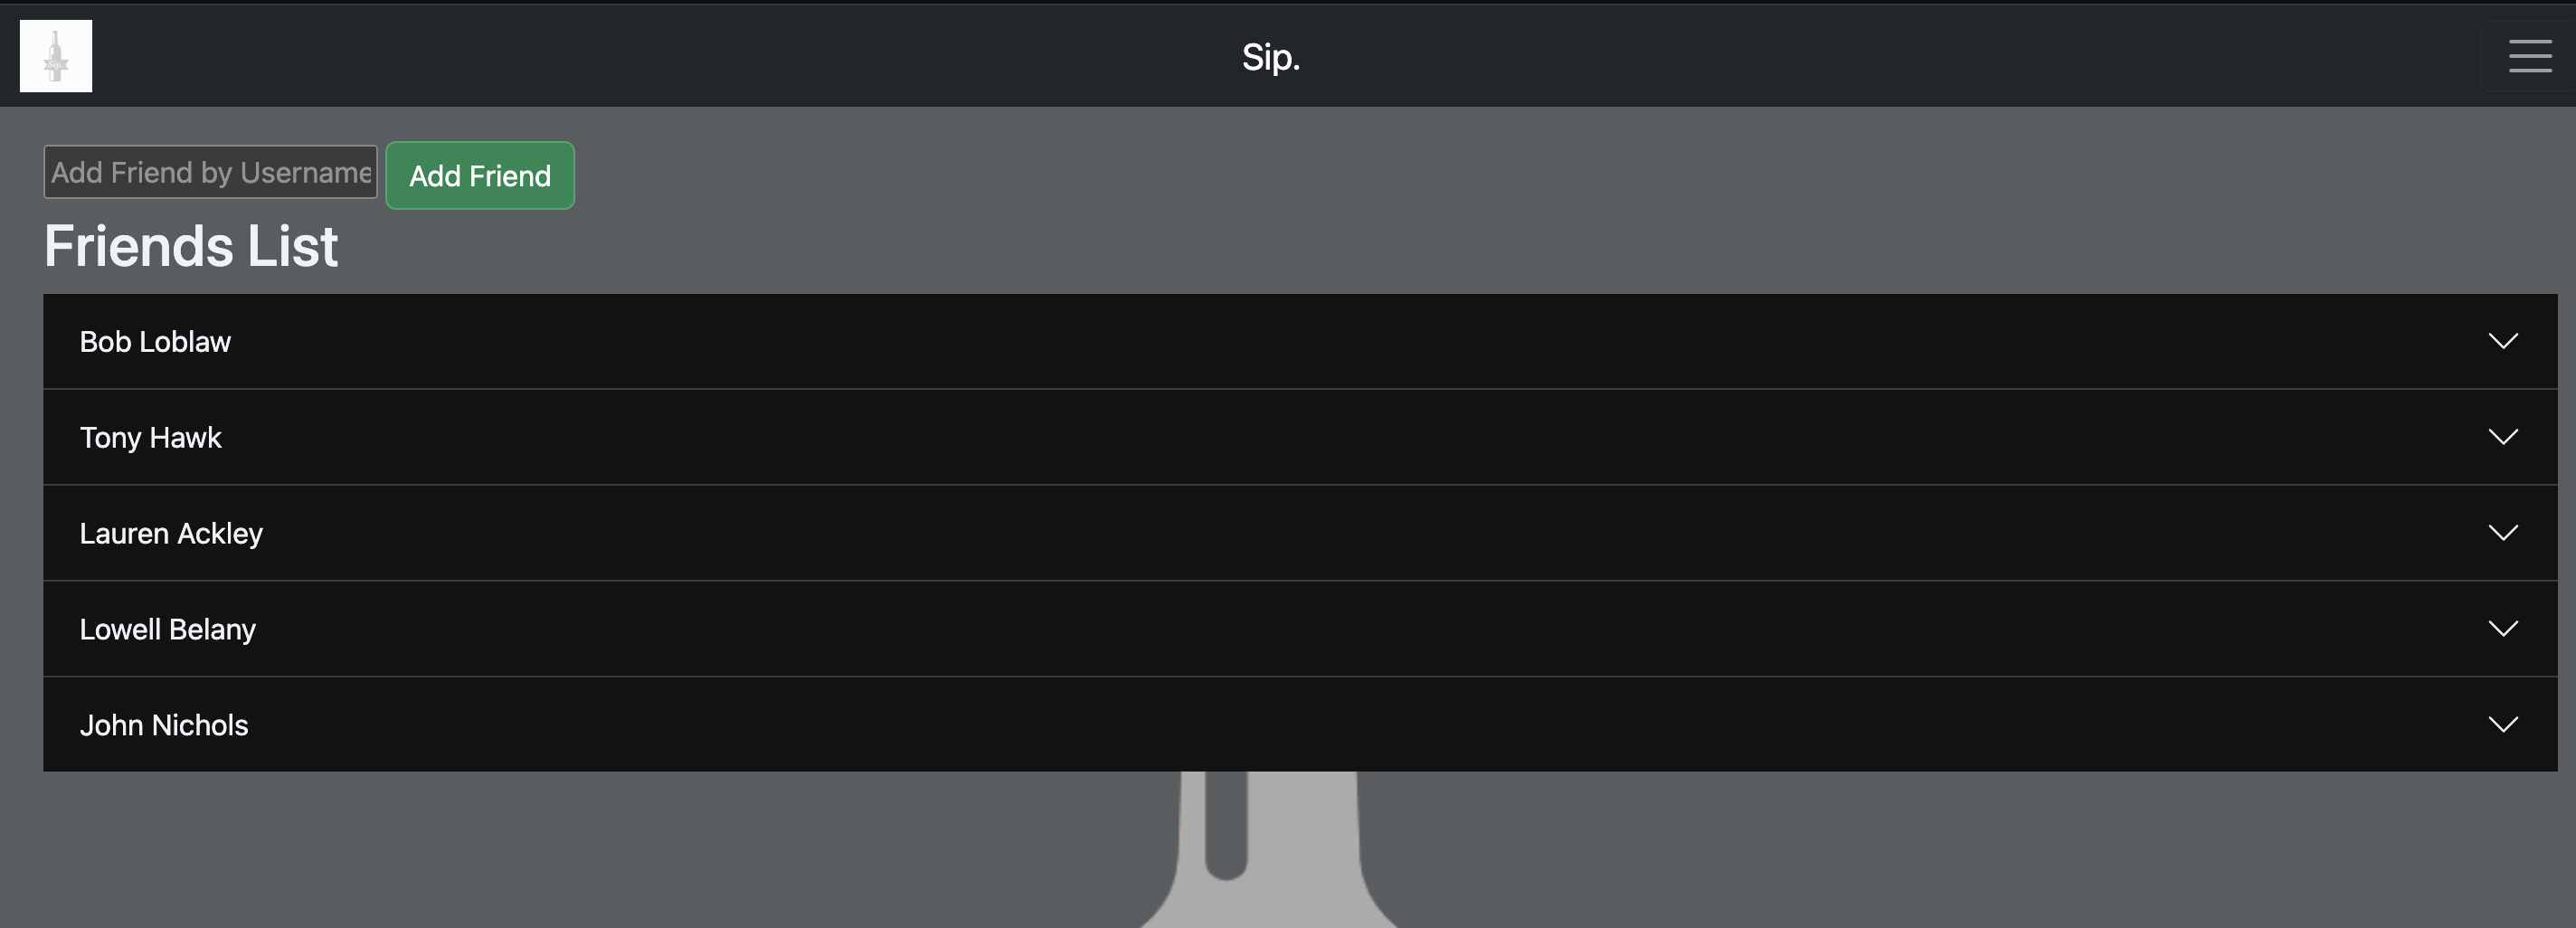 Sip.
Sip.
Add Friend by Username
Add Friend
Friends List
Bob Loblaw
Tony Hawk
Lauren Ackley
Lowell Belany
John Nichols